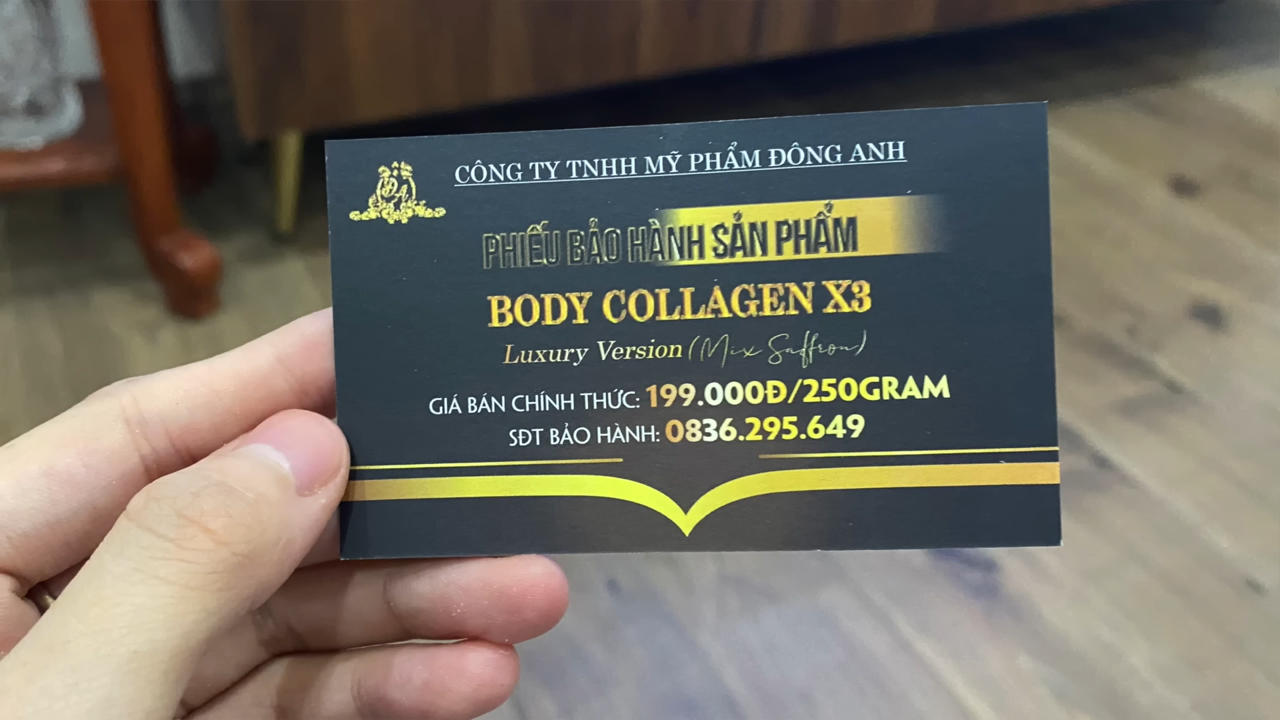 ĐA
CÔNG TY TNHH MỸ PHẨM ĐÔNG ANH
PHIẾU BẢO HÀNH SẢN PHẨM
BODY COLLAGEN X3
Luxury Version (Mix Saffron)
GIÁ BÁN CHÍNH THỨC: 199.000Đ/250GRAM
SĐT BẢO HÀNH: 0836.295.649